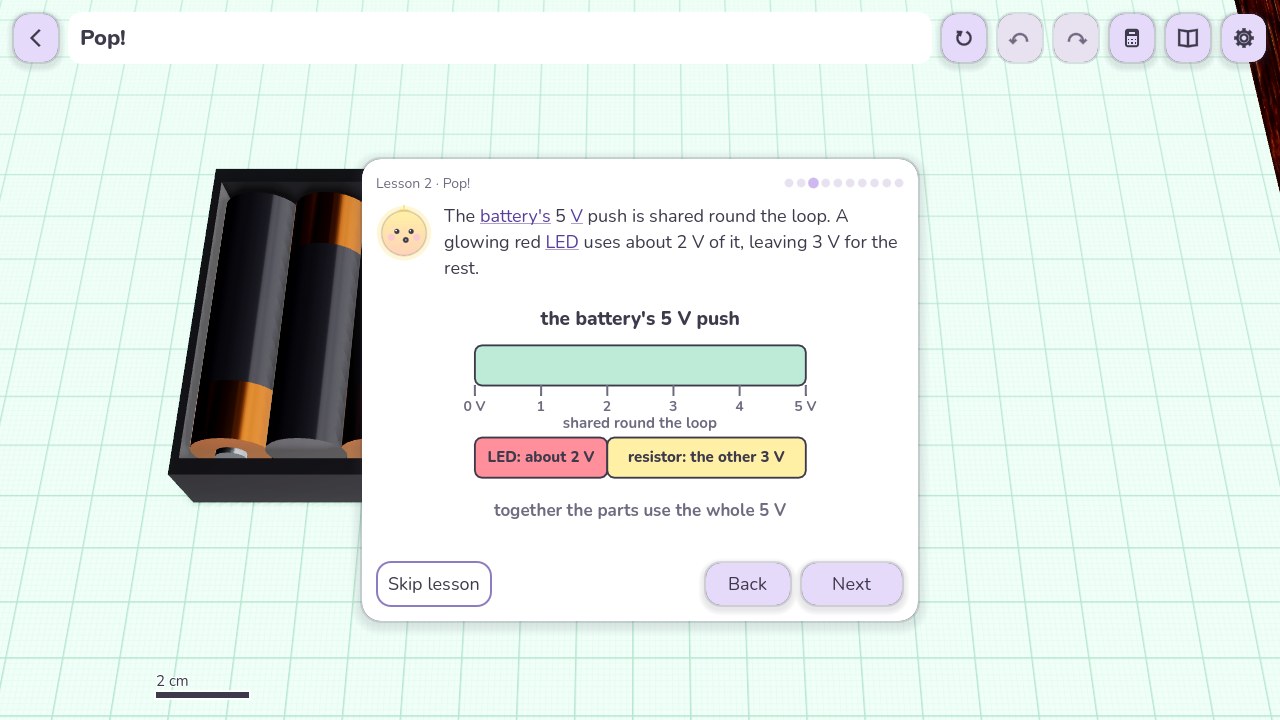 Pop!
Lesson 2 · Pop!
The battery's 5 V push is shared round the loop. A
glowing red LED uses about 2 V of it, leaving 3 V for the
rest.
the battery's 5 V push
0 V 1 2 3 4 5 V
shared round the loop
LED: about 2 V resistor: the other 3 V
together the parts use the whole 5 V
Skip lesson Back Next
2 cm